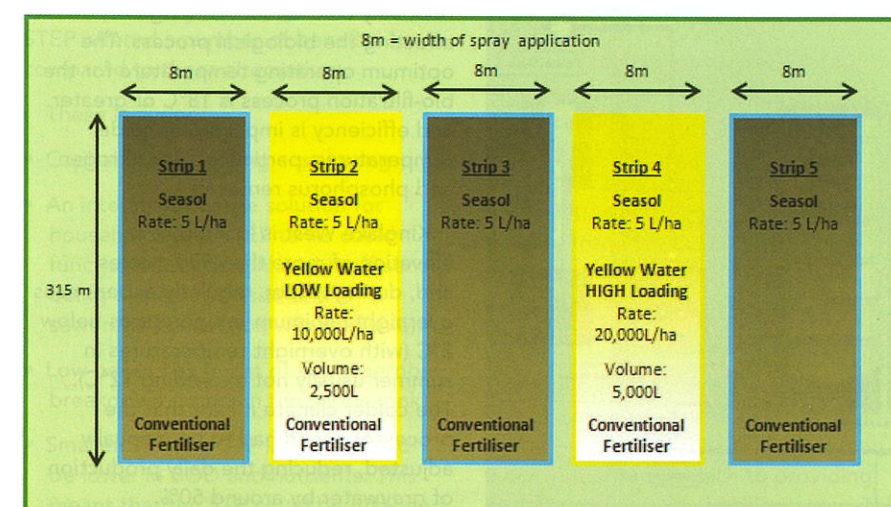 8m = width of spray application
8m
8m
8m
8m
8m
315 m
Strip 1
Seasol
Rate: 5 L/ha
Conventional
Fertiliser
Strip 2
Seasol
Rate: 5 L/ha
Yellow Water
LOW Loading
Rate:
10,000L/ha
Volume:
2,500L
Conventional
Fertiliser
Strip 3
Seasol
Rate: 5 L/ha
Conventional
Fertiliser
Strip 4
Seasol
Rate: 5 L/ha
Yellow Water
HIGH Loading
Rate:
20,000L/ha
Volume:
5,000L
Conventional
Fertiliser
Strip 5
Seasol
Rate: 5 L/ha
Conventional
Fertiliser